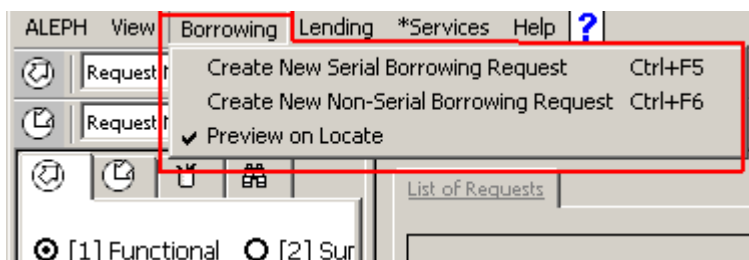 ALEPH View Borrowing Lending *Services Help ?
Create New Serial Borrowing Request Ctrl+F5
Create New Non-Serial Borrowing Request Ctrl+F6
Preview on Locate
Request
Request
List of Requests
[1] Functional [2]